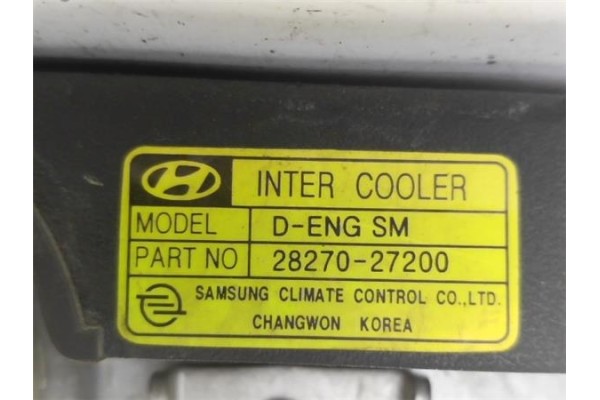 INTER COOLER
MODEL D-ENG SM
PART NO 28270-27200
SAMSUNG CLIMATE CONTROL CO.,LTD.
CHANGWON KOREA